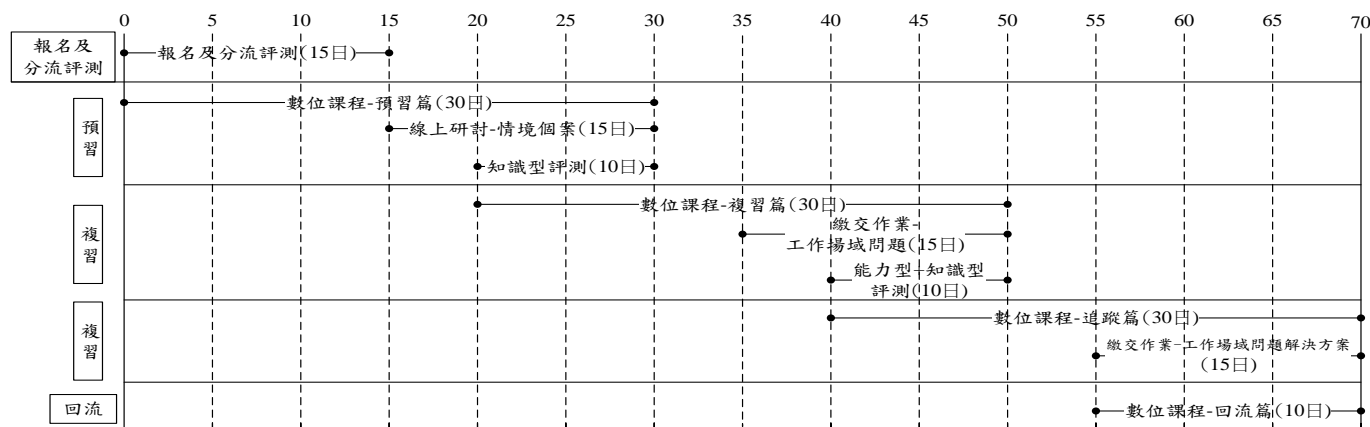 0 5 10 15 20 25 30 35 40 45 50 55 60 65 70
報名及
分流評測
報名及分流評測(15日)
預
習
數位課程-預習篇(30日)
線上研討-情境個案(15日)
知識型評測(10日)
複
習
數位課程-複習篇(30日)
繳交作業-
工作場域問題(15日)
能力型+知識型
評測(10日)
複
習
數位課程-追蹤篇(30日)
繳交作業-工作場域問題解決方案
(15日)
回流
數位課程-回流篇(10日)